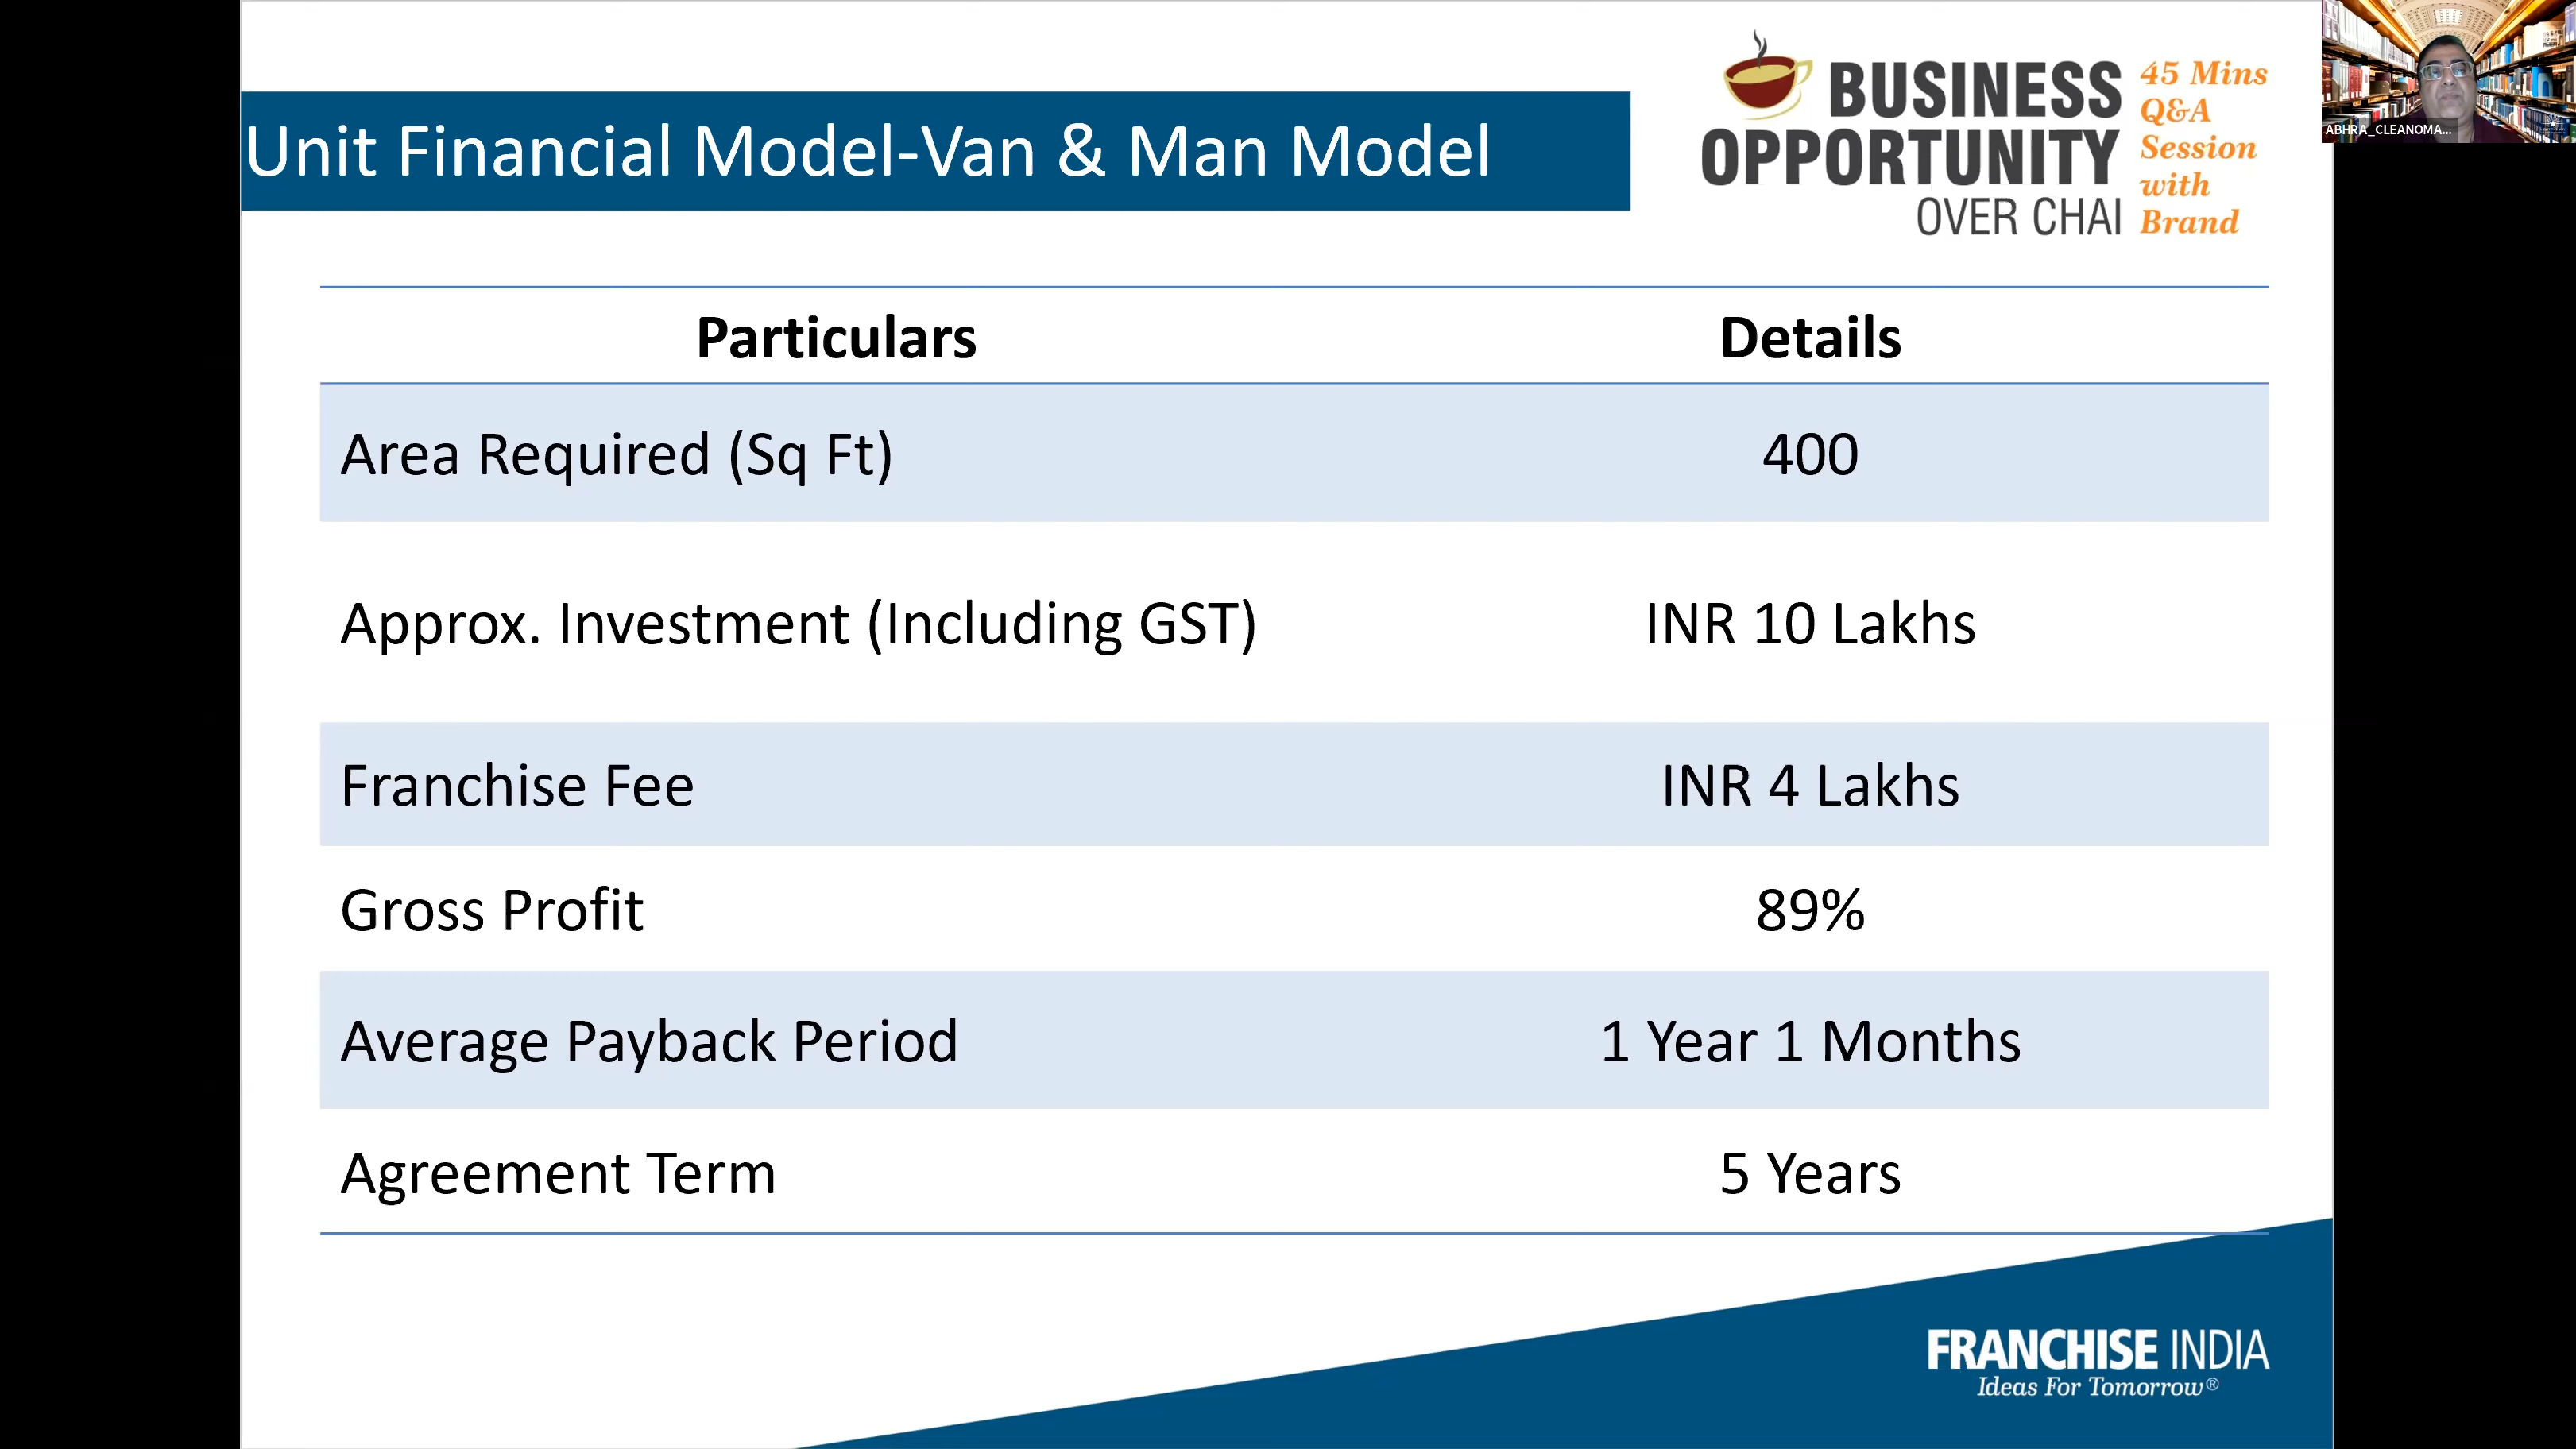 Unit Financial Model-Van & Man Model
BUSINESS
OPPORTUNITY
OVER CHAI
45 Mins
Q&A
Session
with
Brand
ABHRA_CLEANOMA...
Particulars Details
Area Required (Sq Ft) 400
Approx. Investment (Including GST) INR 10 Lakhs
Franchise Fee INR 4 Lakhs
Gross Profit 89%
Average Payback Period 1 Year 1 Months
Agreement Term 5 Years
FRANCHISE INDIA
Ideas For Tomorrow®